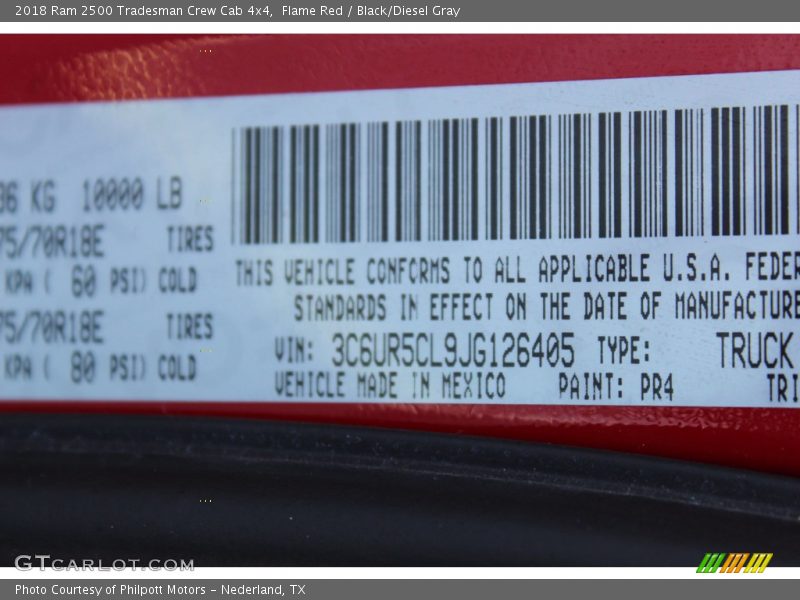 2018 Ram 2500 Tradesman Crew Cab 4x4, Flame Red / Black/Diesel Gray
KG 10000 LB
75/70R18E TIRES
KPA ( 60 PSI) COLD
75/70R18E TIRES
KPA ( 80 PSI) COLD
THIS VEHICLE CONFORMS TO ALL APPLICABLE U.S.A. FEDER
STANDARDS IN EFFECT ON THE DATE OF MANUFACTURE
VIN: 3C6UR5CL9JG126405 TYPE: TRUCK
VEHICLE MADE IN MEXICO PAINT: PR4 TRI
GTCARLOT.COM
Photo Courtesy of Philpott Motors - Nederland, TX